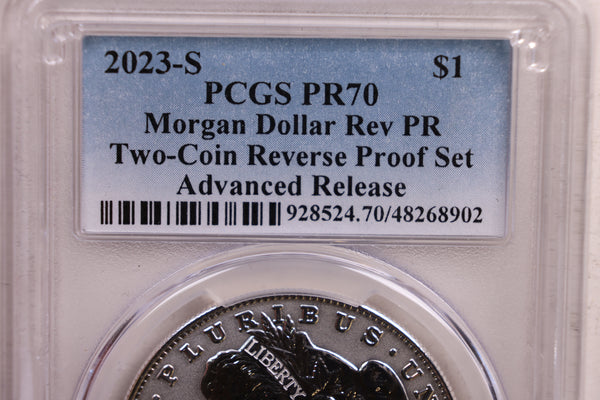 2023-S $1
PCGS PR70
Morgan Dollar Rev PR
Two-Coin Reverse Proof Set
Advanced Release
928524.70/48268902
PLURIBUS · UN
LIBERTY